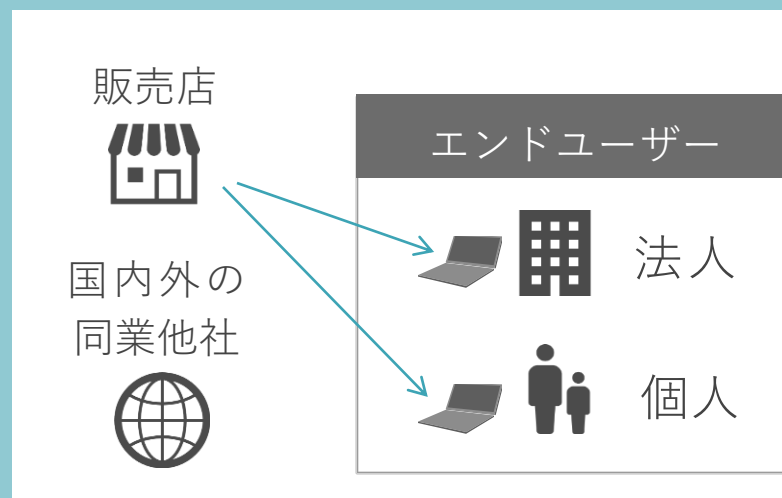 販売店
エンドユーザー
法人
国内外の
同業他社
個人